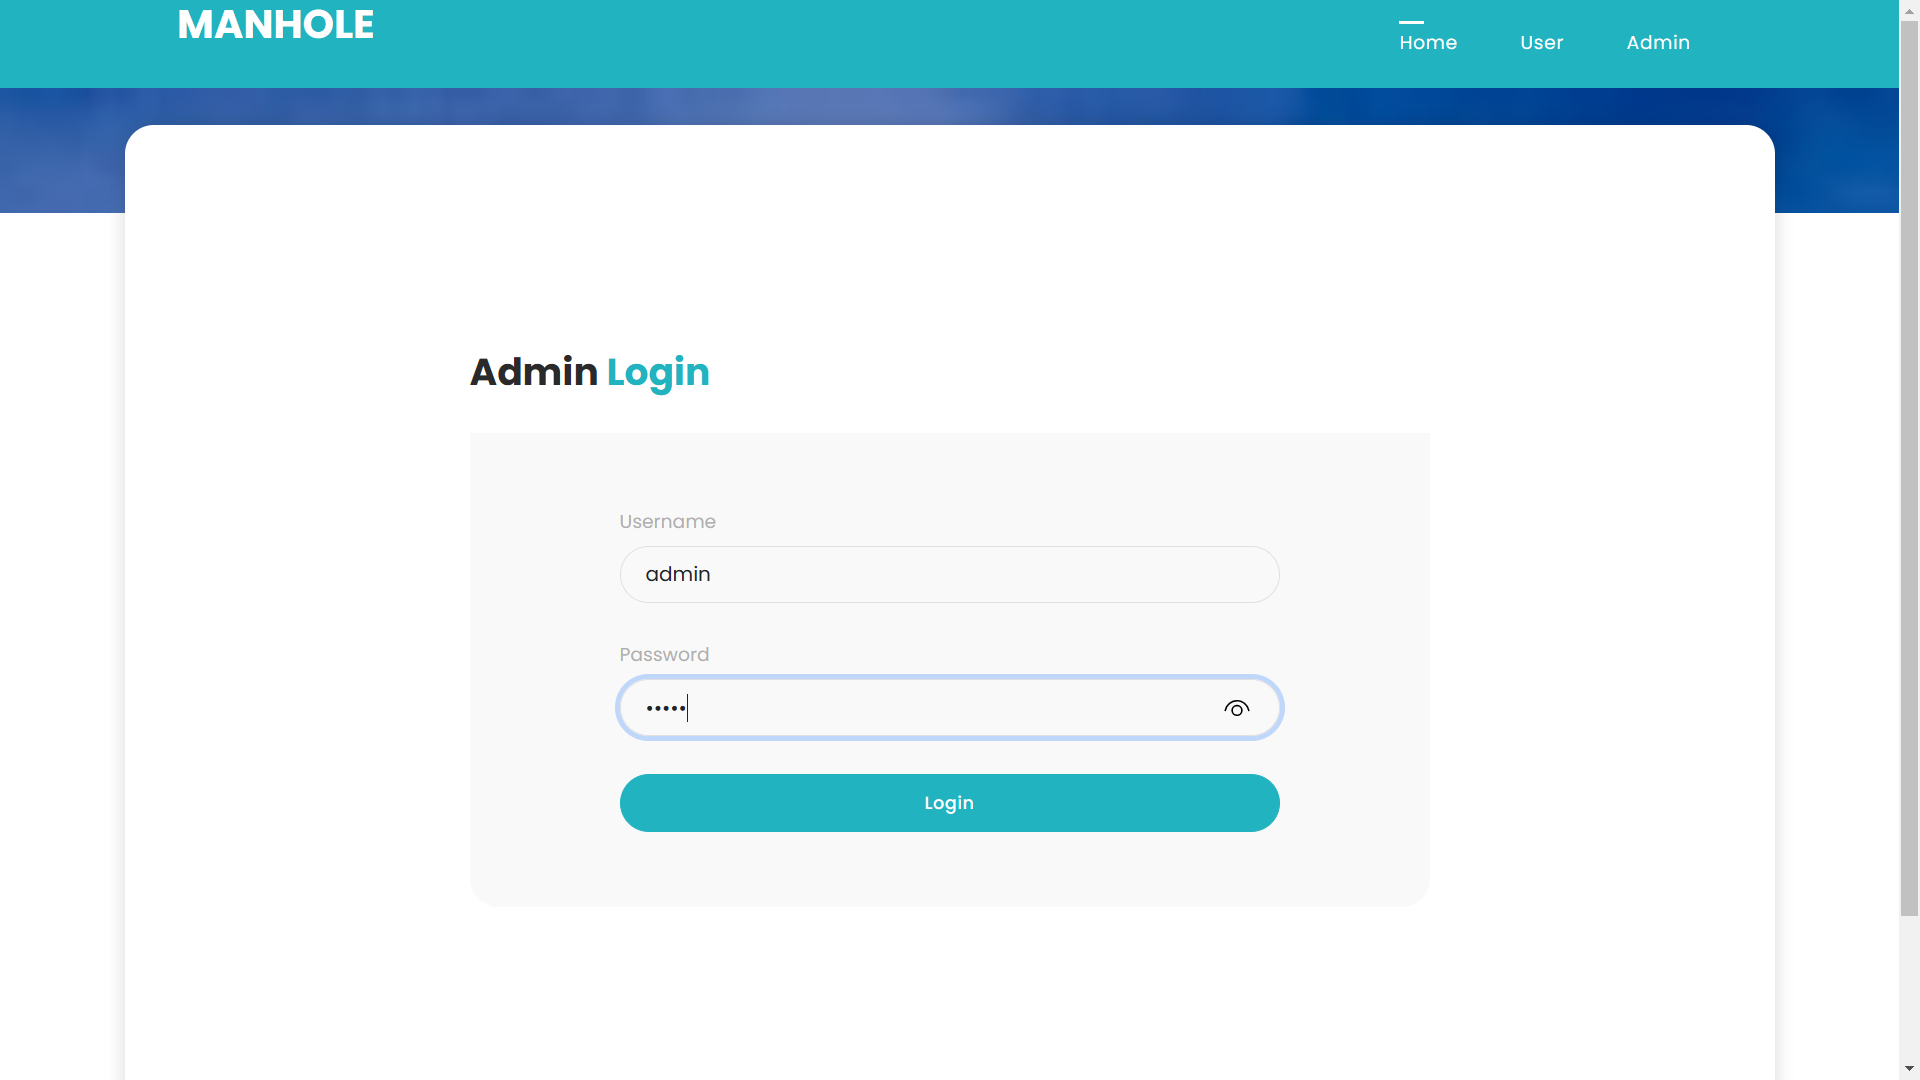 MANHOLE
Home User Admin
Admin Login
Username
admin
Password
•••••
Login